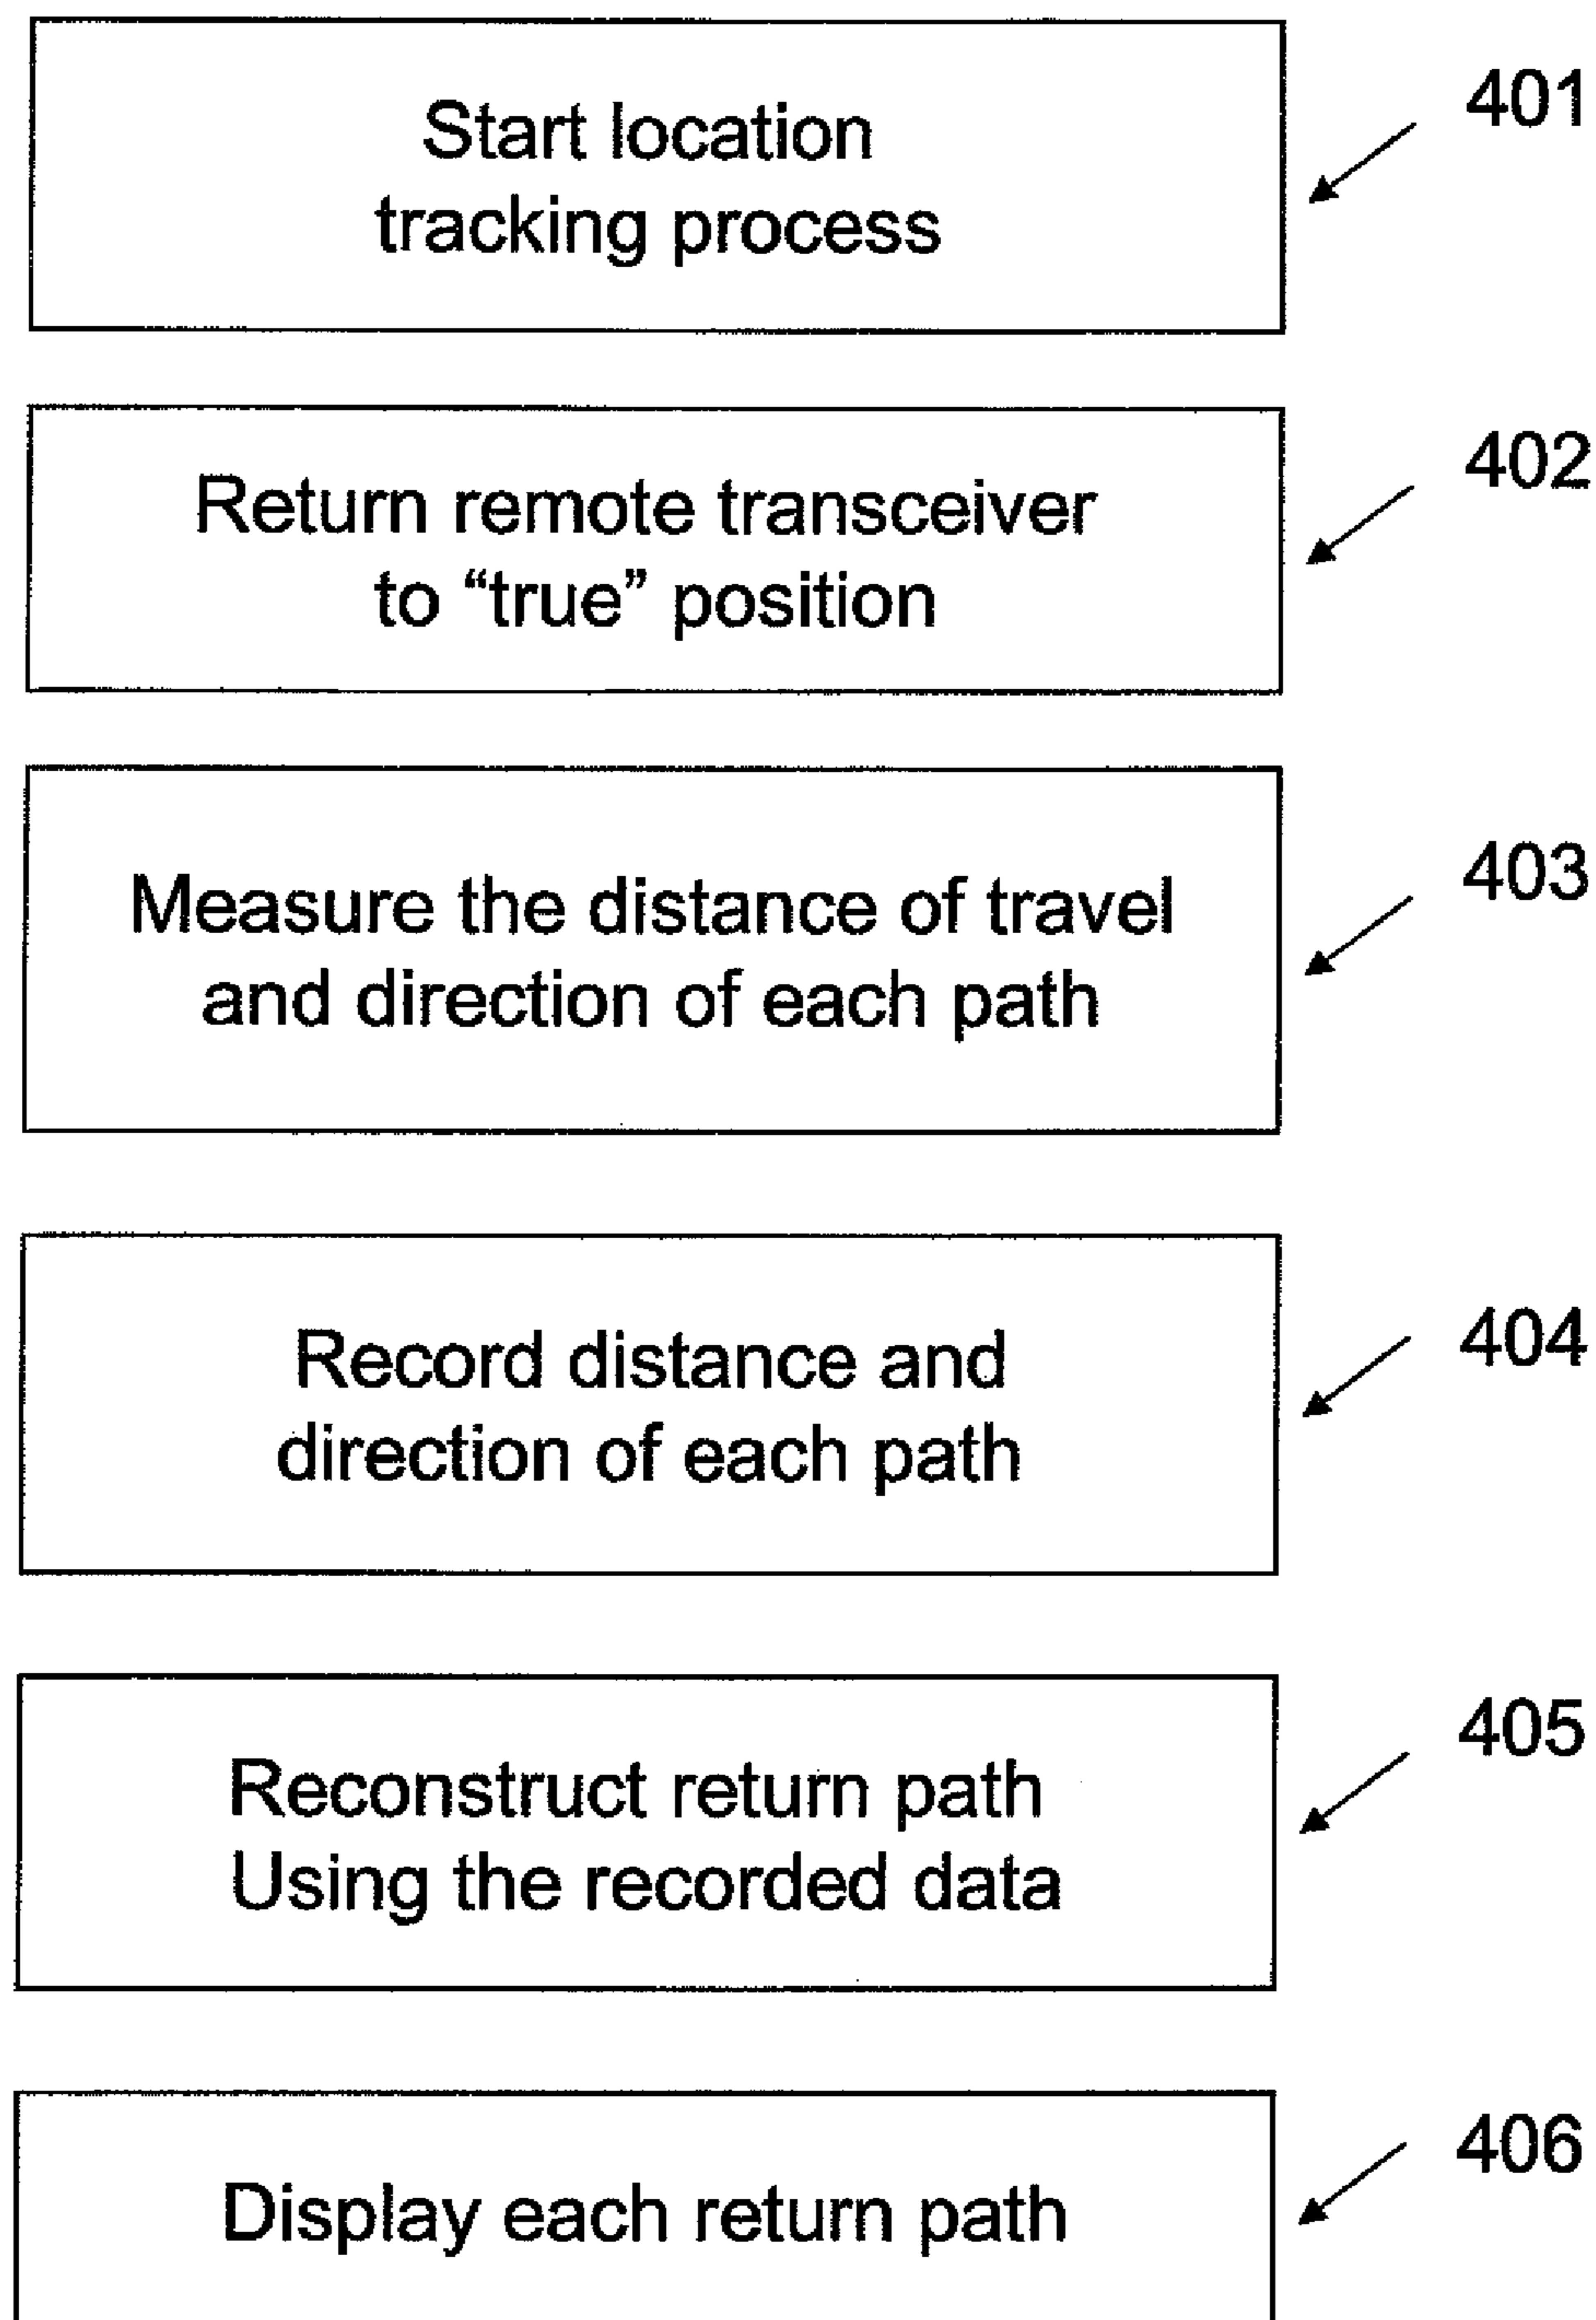 Start location
tracking process
401
Return remote transceiver
to “true” position
402
Measure the distance of travel
and direction of each path
403
Record distance and
direction of each path
404
Reconstruct return path
Using the recorded data
405
Display each return path
406